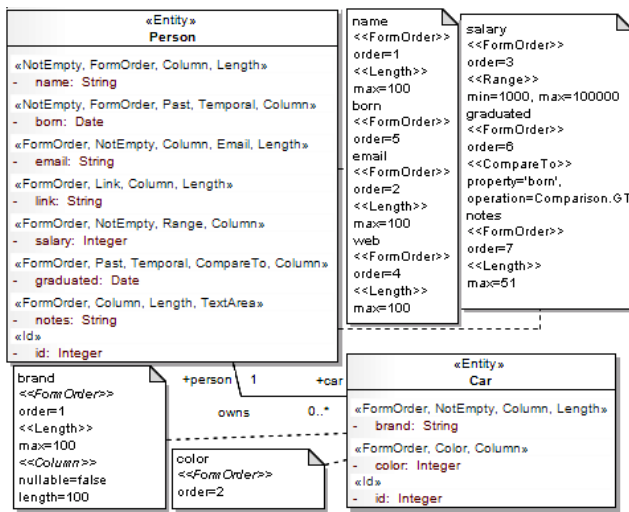 «Entity»
Person
«NotEmpty, FormOrder, Column, Length»
- name: String
«NotEmpty, FormOrder, Past, Temporal, Column»
- born: Date
«FormOrder, NotEmpty, Column, Email, Length»
- email: String
«FormOrder, Link, Column, Length»
- link: String
«FormOrder, NotEmpty, Range, Column»
- salary: Integer
«FormOrder, Past, Temporal, CompareTo, Column»
- graduated: Date
«FormOrder, Column, Length, TextArea»
- notes: String
«Id»
- id: Integer
name
<<FormOrder>>
order=1
<<Length>>
max=100
born
<<FormOrder>>
order=5
email
<<FormOrder>>
order=2
<<Length>>
max=100
web
<<FormOrder>>
order=4
<<Length>>
max=100
salary
<<FormOrder>>
order=3
<<Range>>
min=1000, max=100000
graduated
<<FormOrder>>
order=6
<<CompareTo>>
property='born',
operation=Comparison.GT
notes
<<FormOrder>>
order=7
<<Length>>
max=51
+person 1 +car
owns 0..*
brand
<<FormOrder>>
order=1
<<Length>>
max=100
<<Column>>
nullable=false
length=100
color
<<FormOrder>>
order=2
«Entity»
Car
«FormOrder, NotEmpty, Column, Length»
- brand: String
«FormOrder, Color, Column»
- color: Integer
«Id»
- id: Integer